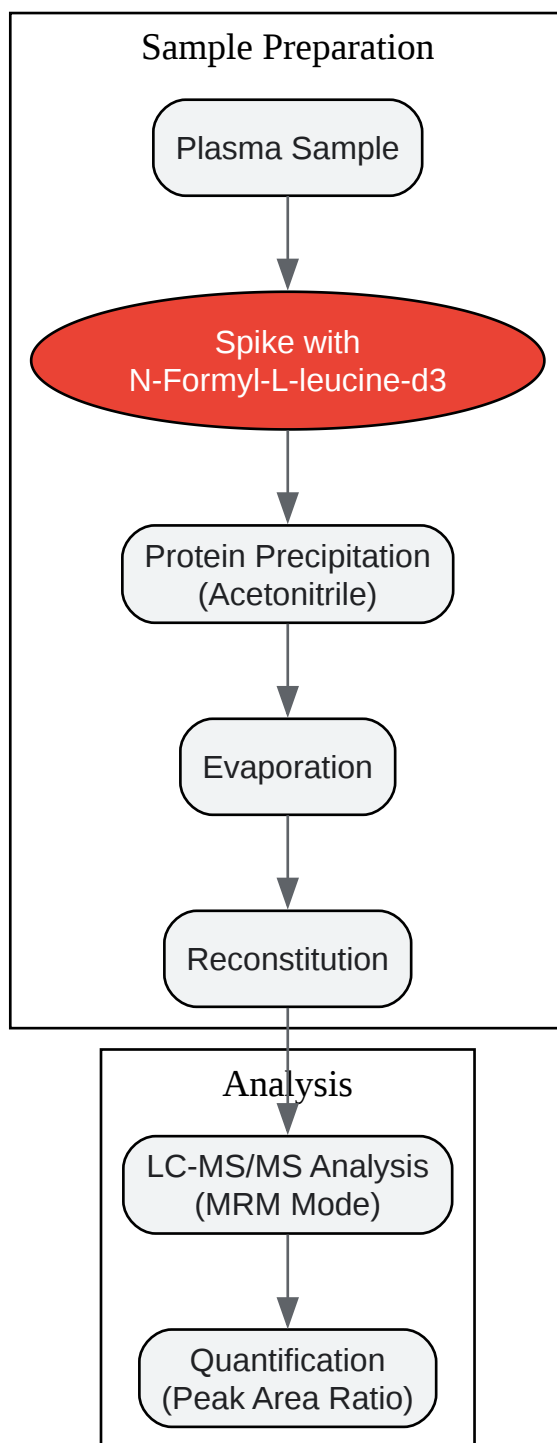 Sample Preparation
Plasma Sample
Spike with
N-Formyl-L-leucine-d3
Protein Precipitation
(Acetonitrile)
Evaporation
Reconstitution
Analysis
LC-MS/MS Analysis
(MRM Mode)
Quantification
(Peak Area Ratio)